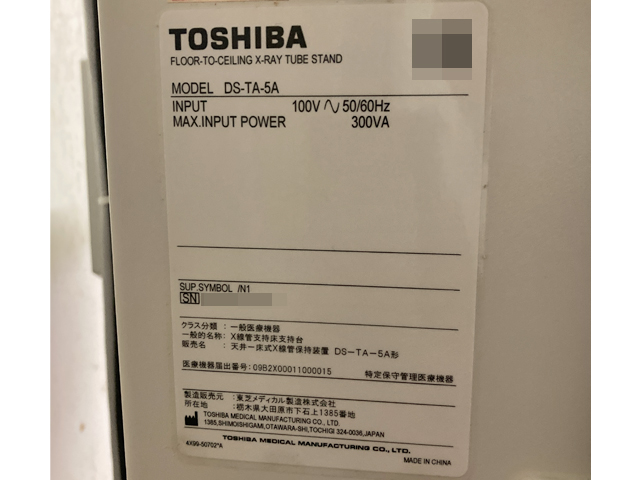 TOSHIBA
FLOOR-TO-CEILING X-RAY TUBE STAND
MODEL DS-TA-5A
INPUT 100V ∿ 50/60Hz
MAX.INPUT POWER 300VA
SUP.SYMBOL /N1
SN
クラス分類 : 一般医療機器
一般的名称: X線管支持床支持台
販売名 : 天井ー床式X線管保持装置 DS-TA-5A形
医療機器届出番号: 09B2X00011000015 特定保守管理医療機器
製造販売元 : 東芝メディカル製造株式会社
所在地 : 栃木県大田原市下石上1385番地
TOSHIBA MEDICAL MANUFACTURING CO., LTD.
1385,SHIMOISHIGAMI,OTAWARA-SHI,TOCHIGI 324-0036,JAPAN
TOSHIBA MEDICAL MANUFACTURING CO., LTD.
4X99-50702*A MADE IN CHINA